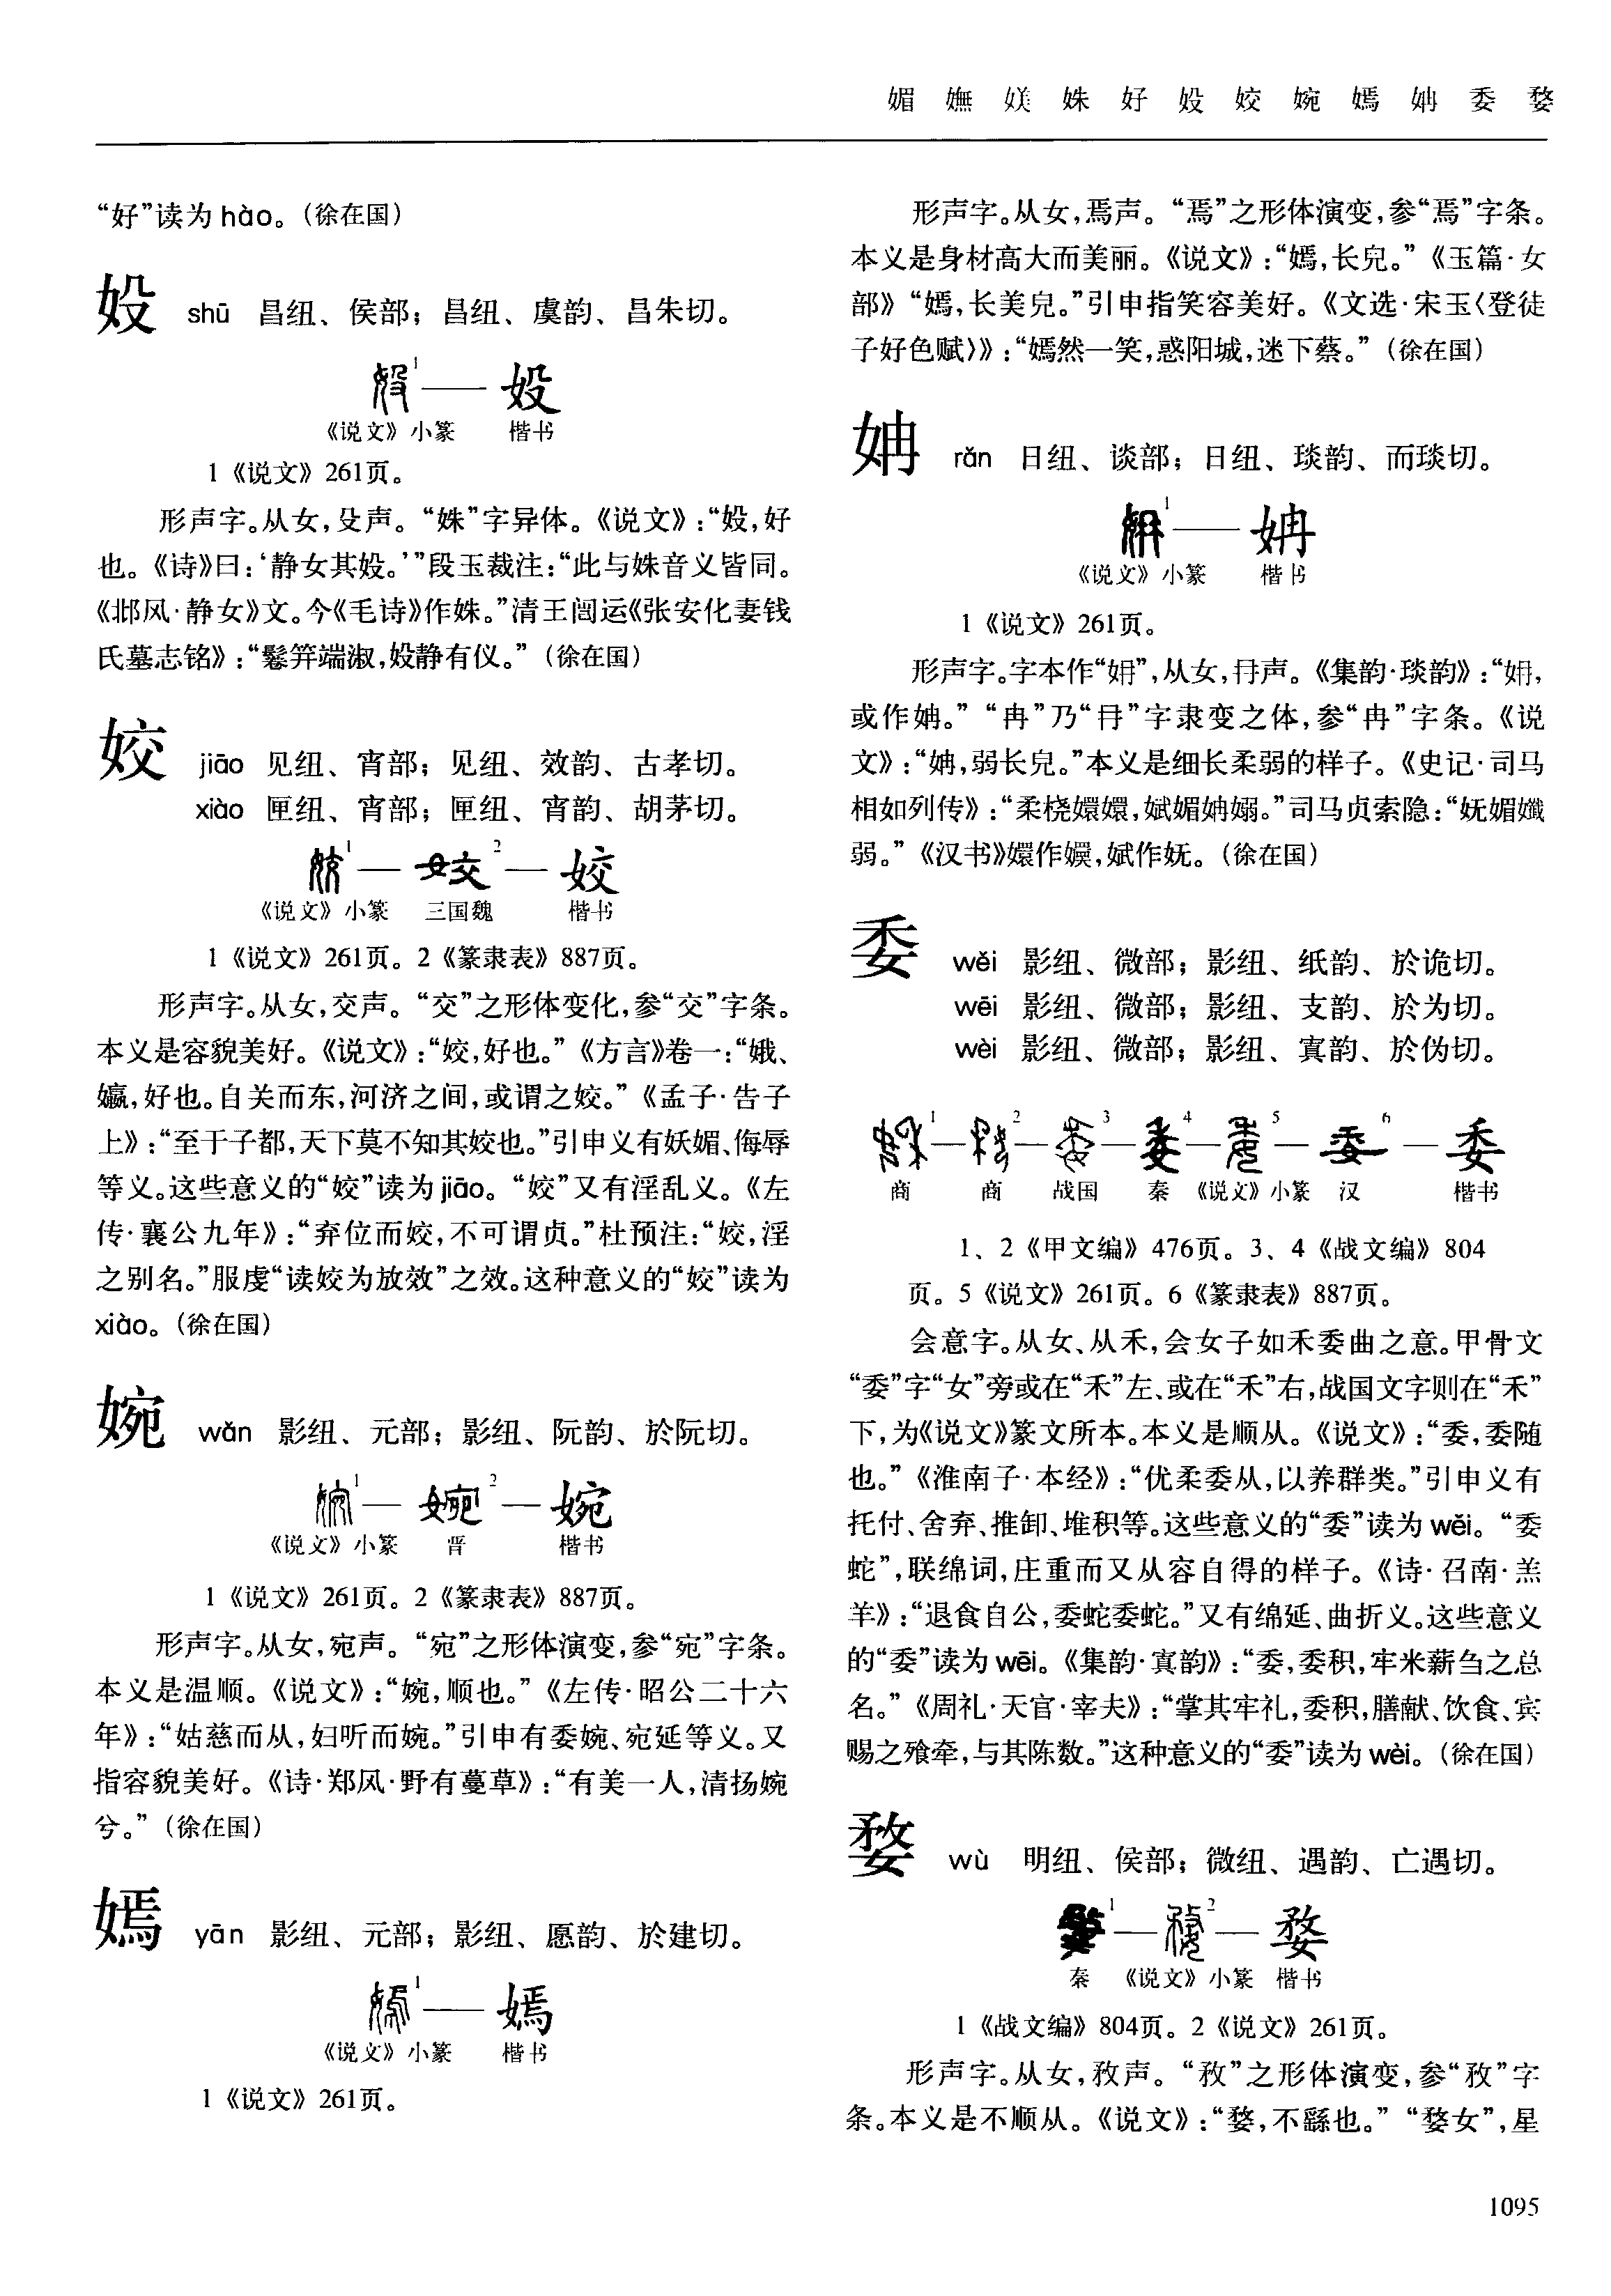 媚 嫵 媄 姝 好 㛔 姣 婉 嫣 姌 委 婺
“好”读为 hào。（徐在国）
㛔 shū 昌纽、侯部；昌纽、虞韵、昌朱切。
1 —— 
《说文》小篆 楷书
1《说文》261页。
形声字。从女，殳声。“姝”字异体。《说文》：“㛔，好
也。《诗》曰：‘静女其㛔。’”段玉裁注：“此与姝音义皆同。
《邶风·静女》文。今《毛诗》作姝。”清王闿运《张安化妻钱
氏墓志铭》：“鬈笄端淑，㛔静有仪。”（徐在国）
姣 jiāo 见纽、宵部；见纽、效韵、古孝切。
xiào 匣纽、宵部；匣纽、宵韵、胡茅切。
1 — 姣 2 — 姣
《说文》小篆 三国魏 楷书
1《说文》261页。2《篆隶表》887页。
形声字。从女，交声。“交”之形体变化，参“交”字条。
本义是容貌美好。《说文》：“姣，好也。”《方言》卷一：“娥、
嬴，好也。自关而东，河济之间，或谓之姣。”《孟子·告子
上》：“至于子都，天下莫不知其姣也。”引申义有妖媚、侮辱
等义。这些意义的“姣”读为 jiāo。“姣”又有淫乱义。《左
传·襄公九年》：“弃位而姣，不可谓贞。”杜预注：“姣，淫
之别名。”服虔“读姣为放效”之效。这种意义的“姣”读为
xiào。（徐在国）
婉 wǎn 影纽、元部；影纽、阮韵、於阮切。
1 — 婉 2 — 婉
《说文》小篆 晋 楷书
1《说文》261页。2《篆隶表》887页。
形声字。从女，宛声。“宛”之形体演变，参“宛”字条。
本义是温顺。《说文》：“婉，顺也。”《左传·昭公二十六
年》：“姑慈而从，妇听而婉。”引申有委婉、宛延等义。又
指容貌美好。《诗·郑风·野有蔓草》：“有美一人，清扬婉
兮。”（徐在国）
嫣 yān 影纽、元部；影纽、愿韵、於建切。
1 —— 嫣
《说文》小篆 楷书
1《说文》261页。
形声字。从女，焉声。“焉”之形体演变，参“焉”字条。
本义是身材高大而美丽。《说文》：“嫣，长皃。”《玉篇·女
部》“嫣，长美皃。”引申指笑容美好。《文选·宋玉〈登徒
子好色赋〉》：“嫣然一笑，惑阳城，迷下蔡。”（徐在国）
姌 rǎn 日纽、谈部；日纽、琰韵、而琰切。
1 —— 姌
《说文》小篆 楷书
1《说文》261页。
形声字。字本作“㚩”，从女，冄声。《集韵·琰韵》：“㚩，
或作姌。”“冉”乃“冄”字隶变之体，参“冉”字条。《说
文》：“姌，弱长皃。”本义是细长柔弱的样子。《史记·司马
相如列传》：“柔桡嬛嬛，娬媚姌嫋。”司马贞索隐：“妩媚孅
弱。”《汉书》嬛作嬽，娬作妩。（徐在国）
委 wěi 影纽、微部；影纽、纸韵、於诡切。
wēi 影纽、微部；影纽、支韵、於为切。
wèi 影纽、微部；影纽、寘韵、於伪切。
1 — 2 — 3 — 4 — 5 — 6 — 委
商 商 战国 秦 《说文》小篆 汉 楷书
1、2《甲文编》476页。3、4《战文编》804
页。5《说文》261页。6《篆隶表》887页。
会意字。从女、从禾，会女子如禾委曲之意。甲骨文
“委”字“女”旁或在“禾”左、或在“禾”右，战国文字则在“禾”
下，为《说文》篆文所本。本义是顺从。《说文》：“委，委随
也。”《淮南子·本经》：“优柔委从，以养群类。”引申义有
托付、舍弃、推卸、堆积等。这些意义的“委”读为 wěi。“委
蛇”，联绵词，庄重而又从容自得的样子。《诗·召南·羔
羊》：“退食自公，委蛇委蛇。”又有绵延、曲折义。这些意义
的“委”读为 wēi。《集韵·寘韵》：“委，委积，牢米薪刍之总
名。”《周礼·天官·宰夫》：“掌其牢礼，委积，膳献、饮食、宾
赐之飧牵，与其陈数。”这种意义的“委”读为 wèi。（徐在国）
婺 wù 明纽、侯部；微纽、遇韵、亡遇切。
1 — 2 — 婺
秦 《说文》小篆 楷书
1《战文编》804页。2《说文》261页。
形声字。从女，敄声。“敄”之形体演变，参“敄”字
条。本义是不顺从。《说文》：“婺，不繇也。”“婺女”，星
1095